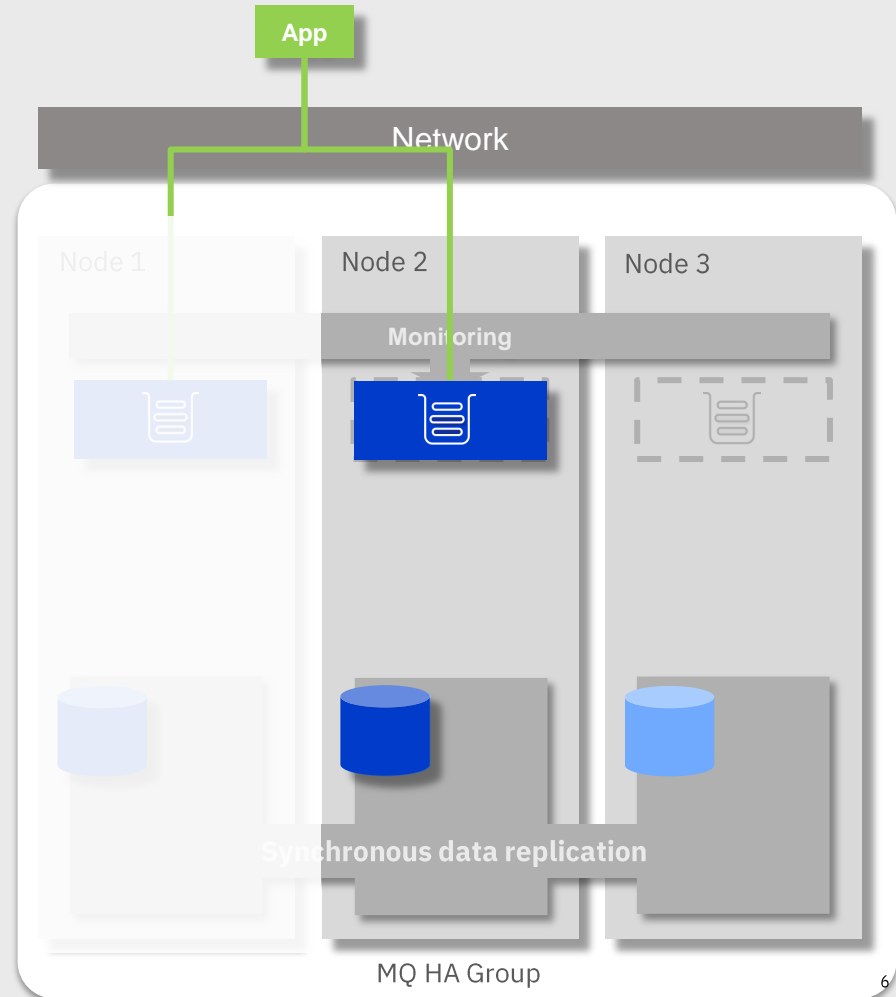 App
Network
Node 1
Node 2
Node 3
Monitoring
Synchronous data replication
MQ HA Group
6